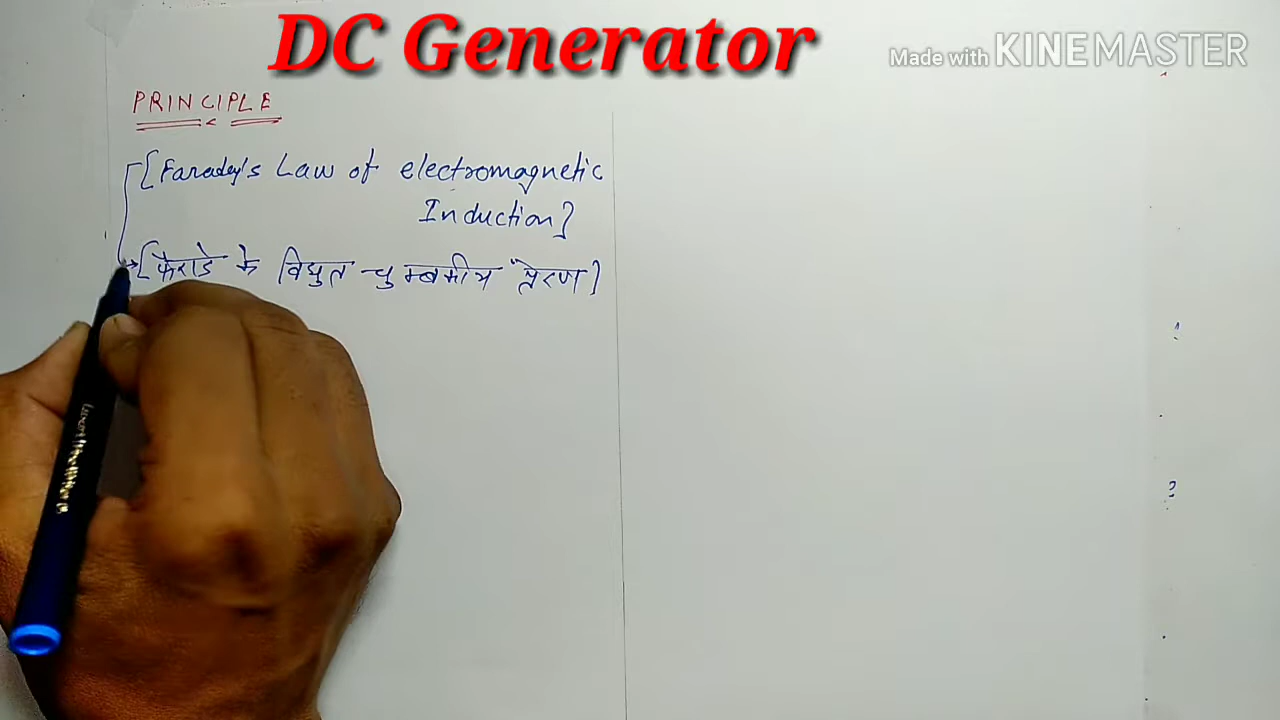 DC Generator
Made with KINEMASTER
PRINCIPLE
[Faraday's Law of electromagnetic
Induction]
[फैराडे के विद्युत चुम्बकीय प्रेरण]